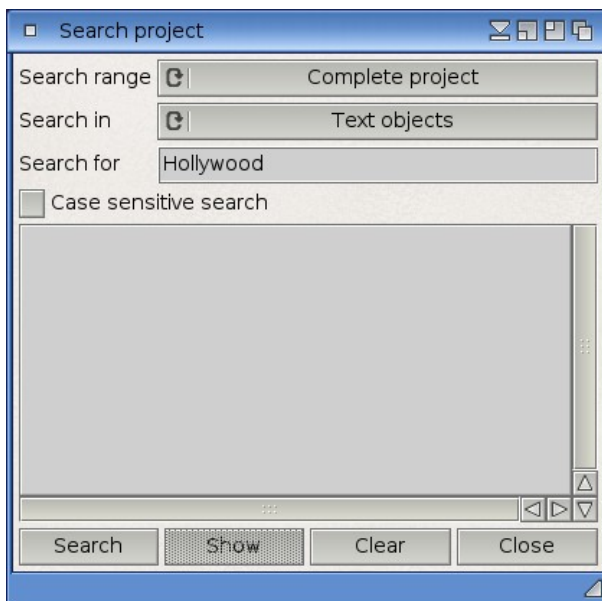 Search project
Search range Complete project
Search in Text objects
Search for Hollywood
Case sensitive search
Search Show Clear Close